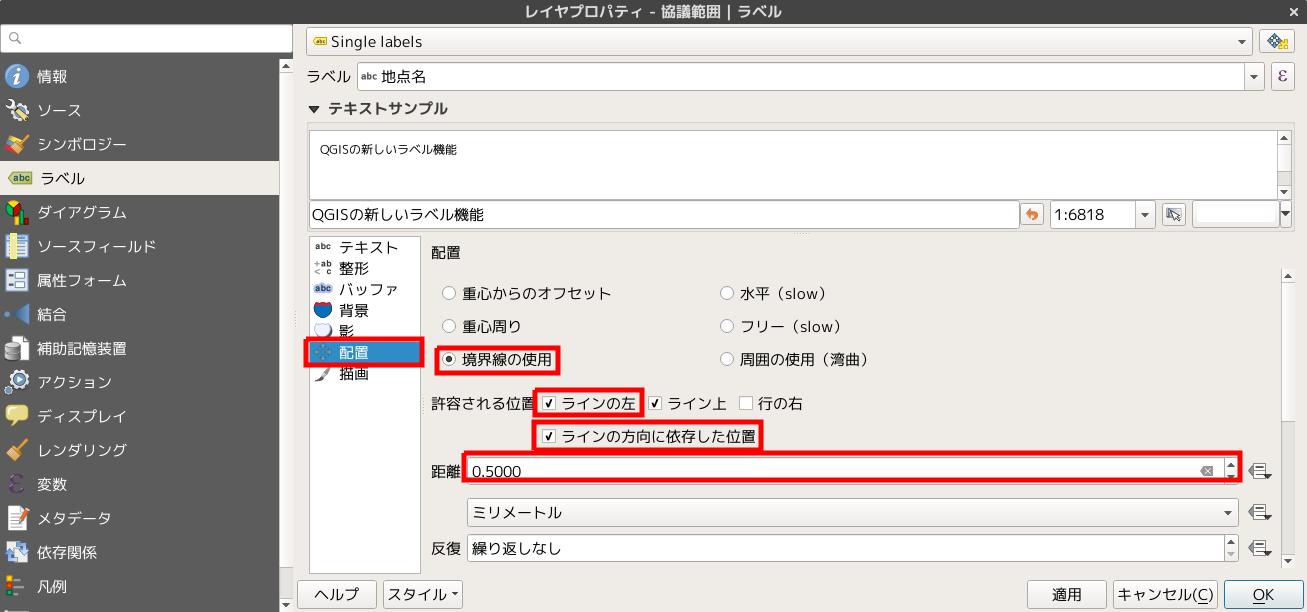 レイヤプロパティ - 協議範囲 | ラベル
情報
ソース
シンボロジー
abc ラベル
ダイアグラム
ソースフィールド
属性フォーム
結合
補助記憶装置
アクション
ディスプレイ
レンダリング
変数
メタデータ
依存関係
凡例
abc Single labels
ラベル abc 地点名 ε
テキストサンプル
QGISの新しいラベル機能
QGISの新しいラベル機能 1:6818
abc テキスト
+ab < c 整形
abc バッファ
背景
影
配置
描画
配置
重心からのオフセット 水平（slow）
重心周り フリー（slow）
境界線の使用 周囲の使用（湾曲）
許容される位置 ラインの左 ライン上 行の右
ラインの方向に依存した位置
距離 0.5000
ミリメートル
反復 繰り返しなし
ヘルプ スタイル 適用 キャンセル(C) OK